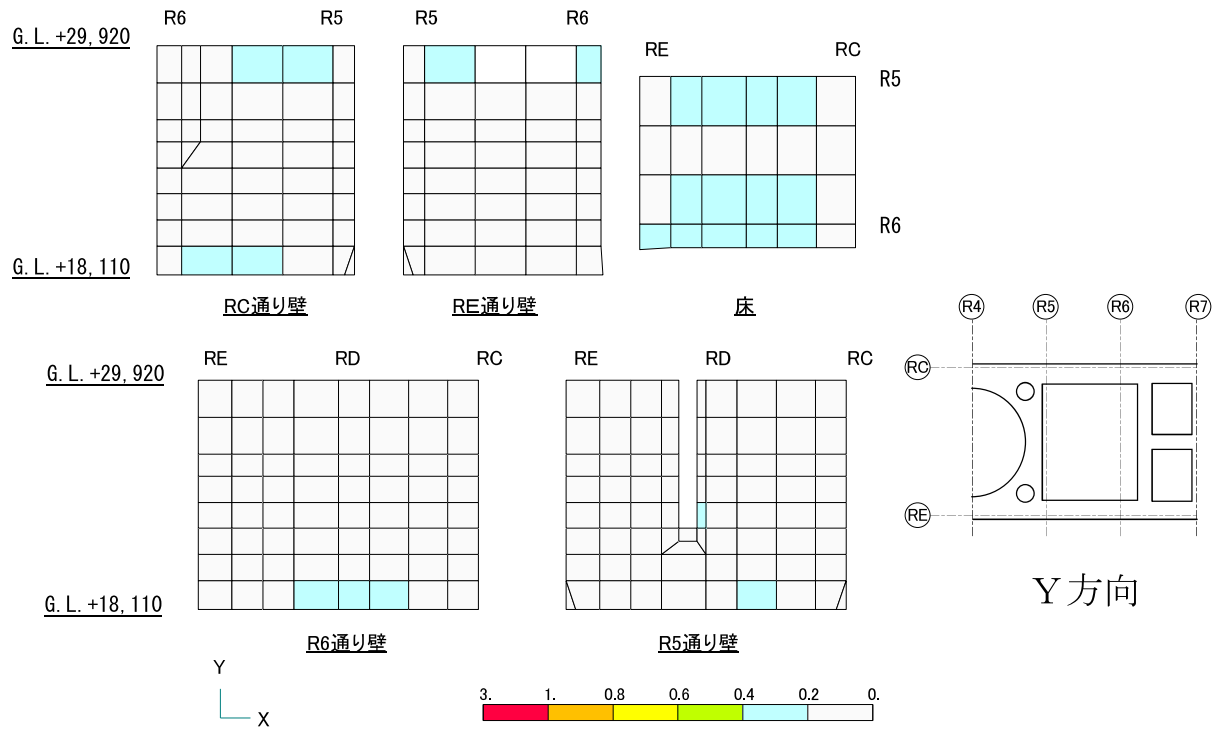 R6 R5 R5 R6
G.L.+29,920
RE RC
R5
R6
G.L.+18,110
RC通り壁 RE通り壁 床
R4 R5 R6 R7
RC
RE
Y方向
RE RD RC RE RD RC
G.L.+29,920
G.L.+18,110
R6通り壁 R5通り壁
Y
X
3. 1. 0.8 0.6 0.4 0.2 0.